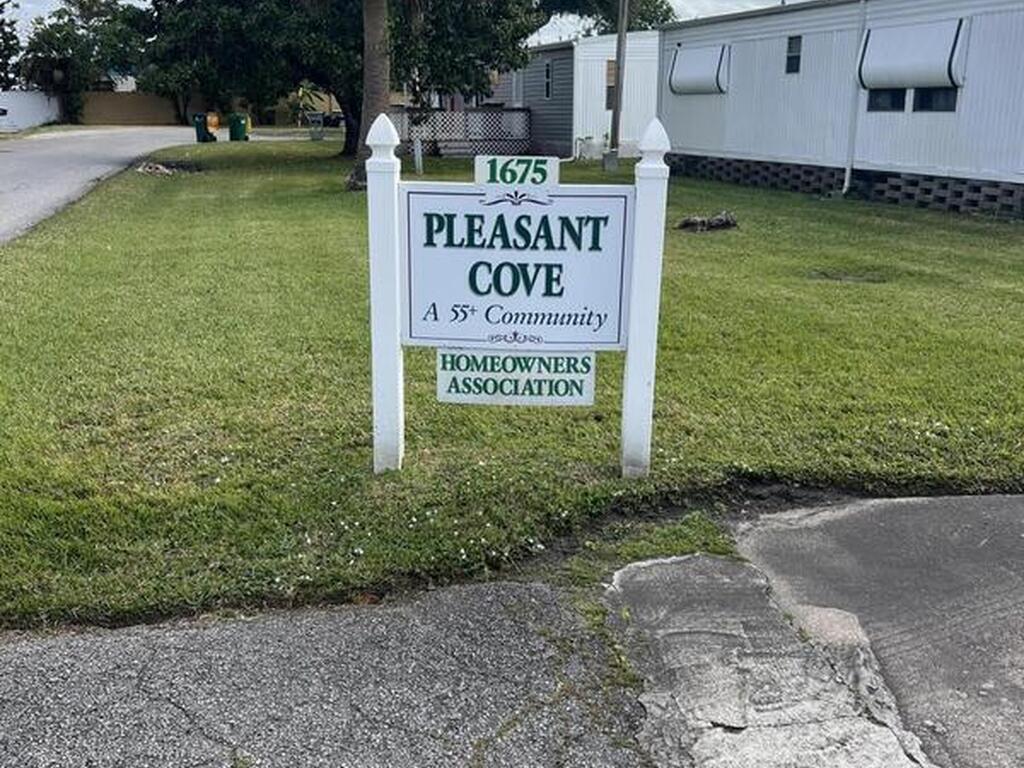 1675
PLEASANT
COVE
A 55+ Community
HOMEOWNERS
ASSOCIATION